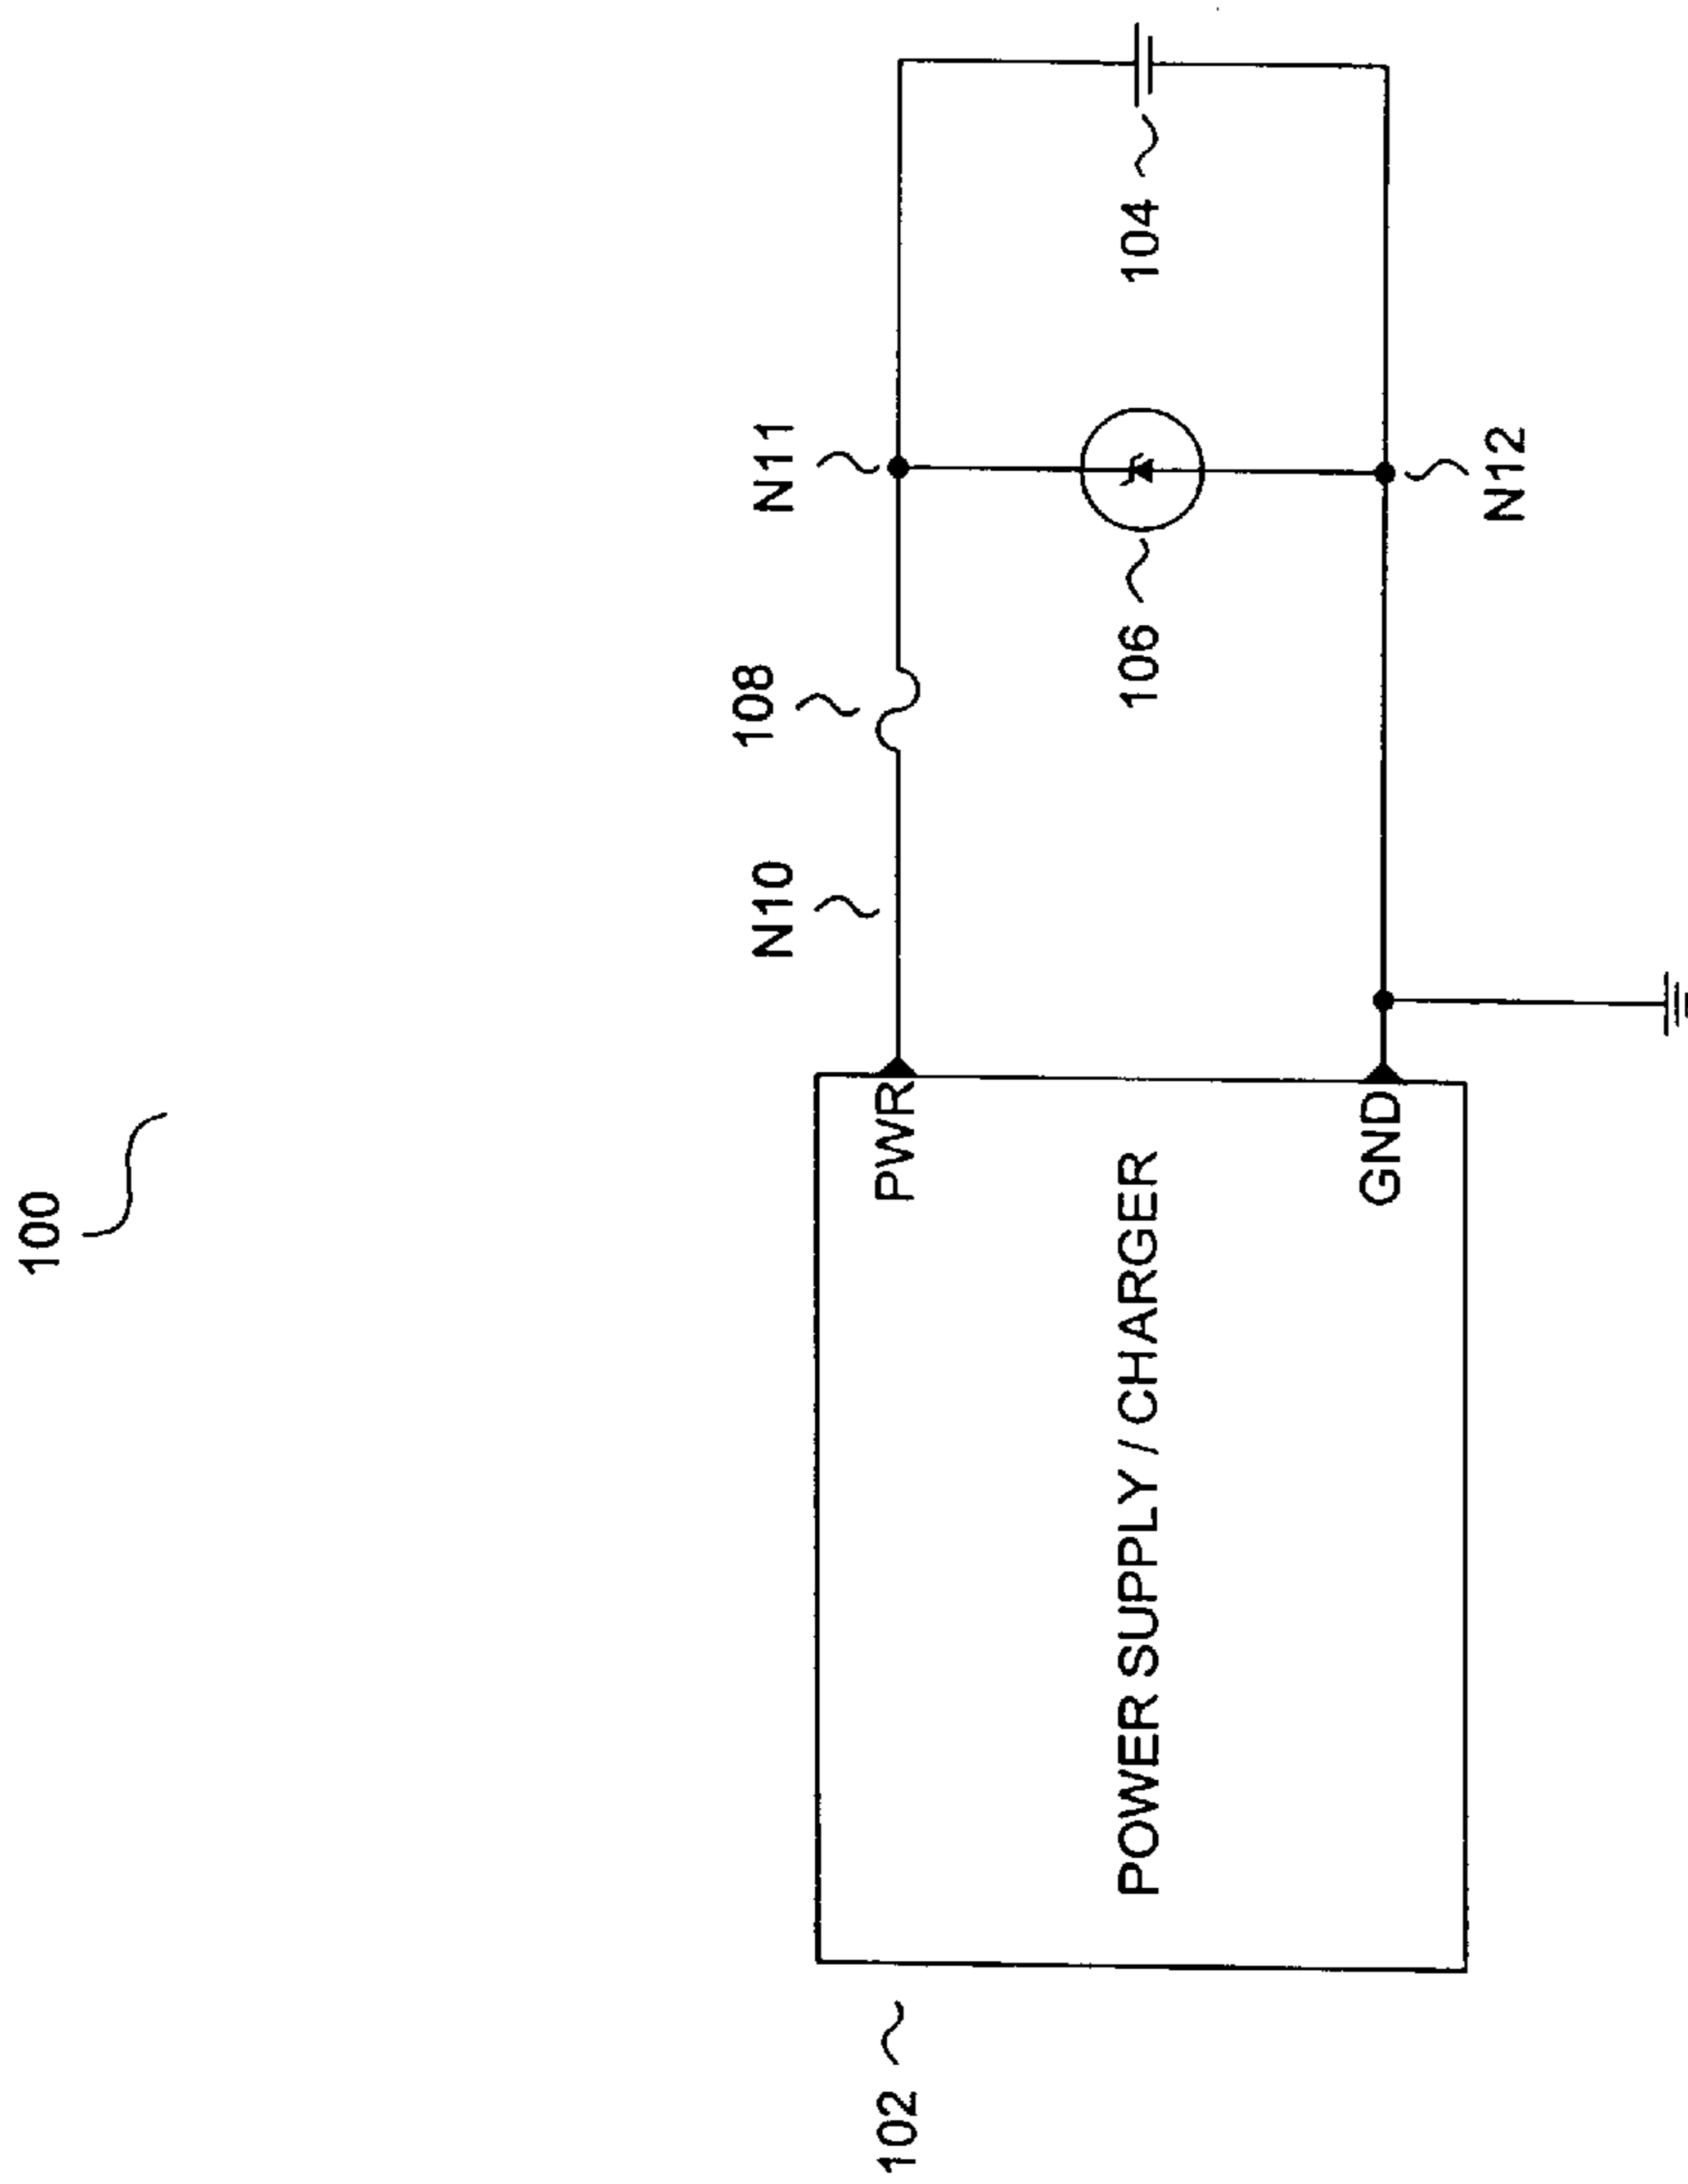 100
N10
108
N11
PWR
102
POWER SUPPLY / CHARGER
106
104
GND
N12